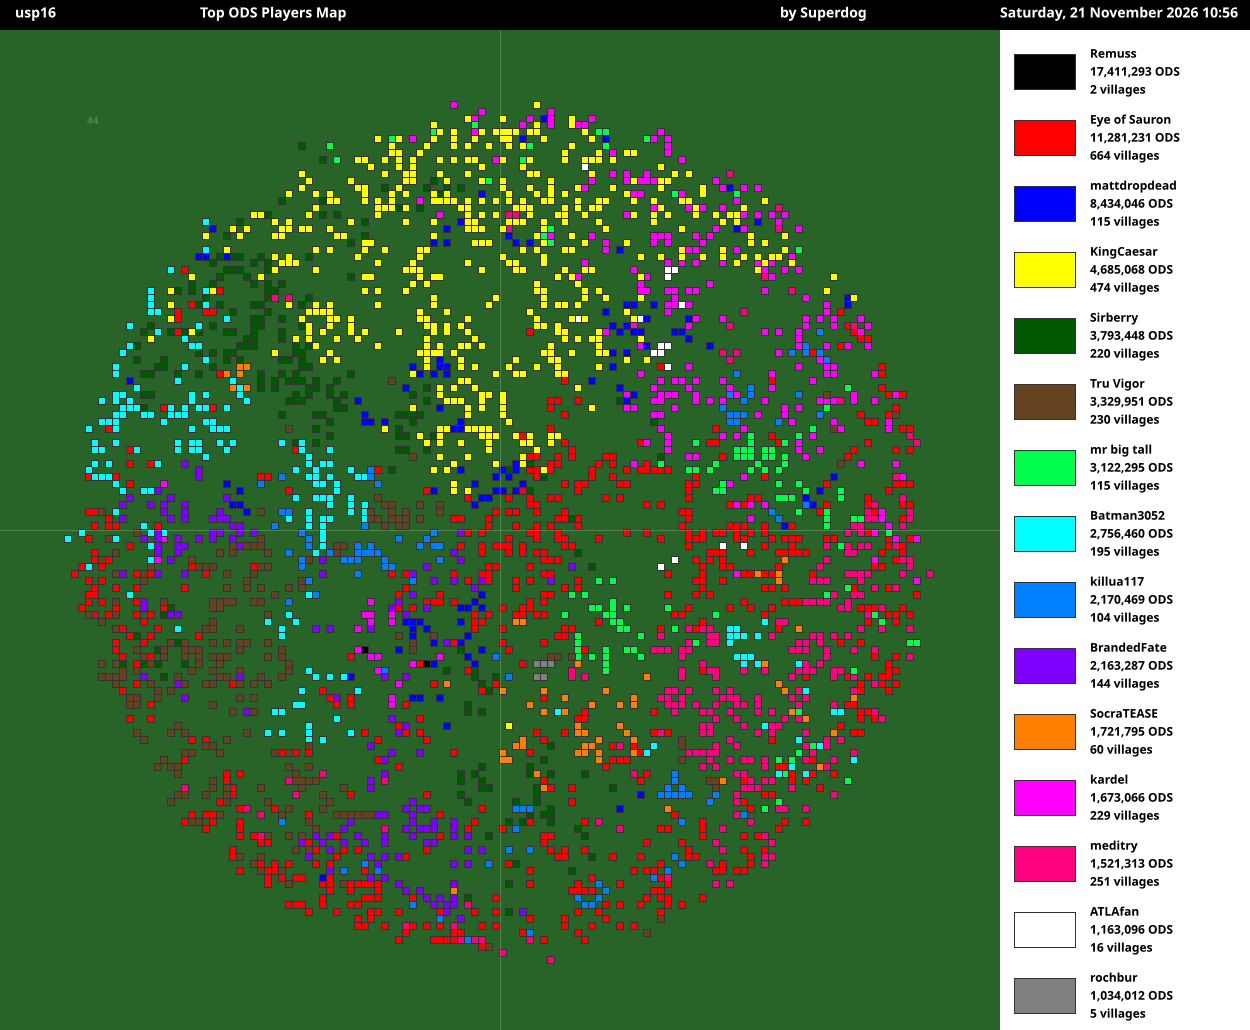 usp16 Top ODS Players Map by Superdog Saturday, 21 November 2026 10:56
44
Remuss
17,411,293 ODS
2 villages
Eye of Sauron
11,281,231 ODS
664 villages
mattdropdead
8,434,046 ODS
115 villages
KingCaesar
4,685,068 ODS
474 villages
Sirberry
3,793,448 ODS
220 villages
Tru Vigor
3,329,951 ODS
230 villages
mr big tall
3,122,295 ODS
115 villages
Batman3052
2,756,460 ODS
195 villages
killua117
2,170,469 ODS
104 villages
BrandedFate
2,163,287 ODS
144 villages
SocraTEASE
1,721,795 ODS
60 villages
kardel
1,673,066 ODS
229 villages
meditry
1,521,313 ODS
251 villages
ATLAfan
1,163,096 ODS
16 villages
rochbur
1,034,012 ODS
5 villages